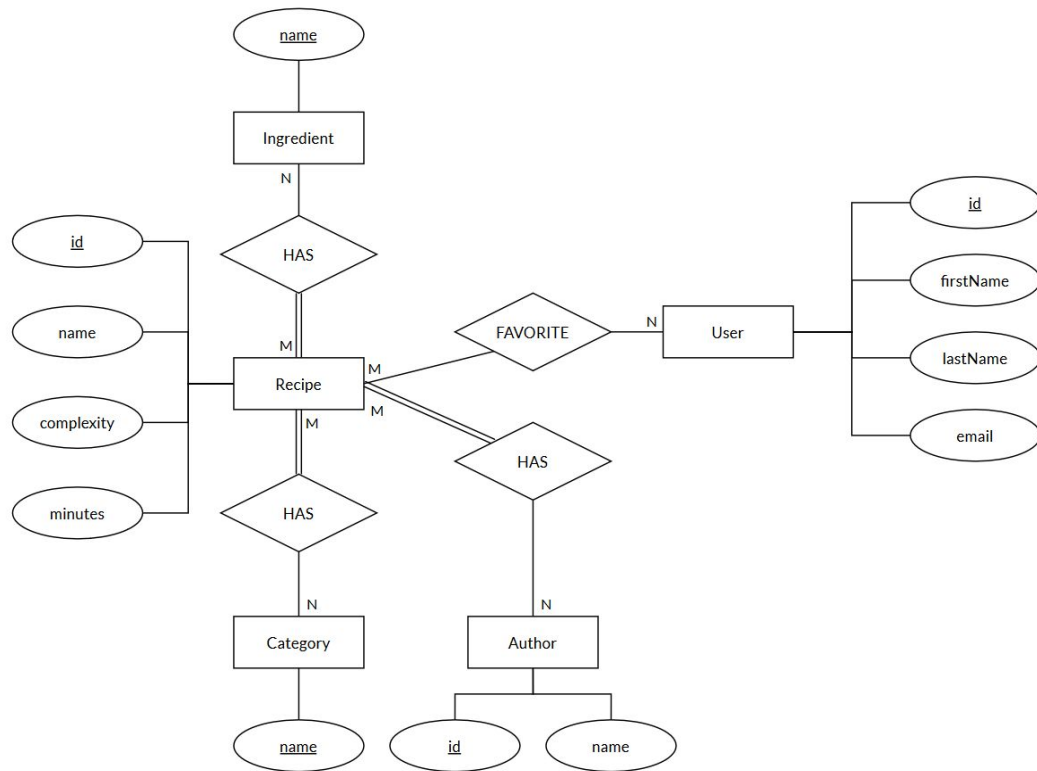 name
Ingredient
N
HAS
M
id
name
complexity
minutes
Recipe
M
M
M
FAVORITE
N
User
id
firstName
lastName
email
HAS
HAS
N
Category
name
N
Author
id
name